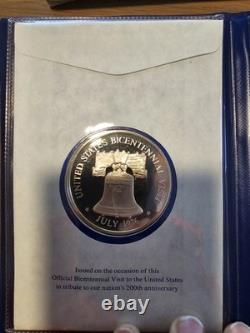 UNITED STATES BICENTENNIAL VISIT
JULY 1976
Issued on the occasion of this
Official Bicentennial Visit to the United States
in tribute to our nation's 200th anniversary